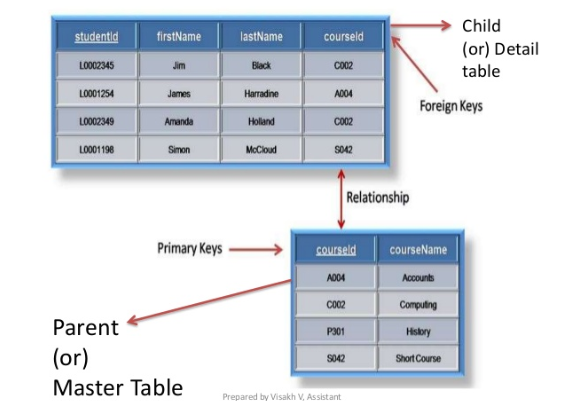 studentId firstName lastName courseId
L0002345 Jim Black C002
L0001254 James Harradine A004
L0002349 Amanda Holland C002
L0001198 Simon McCloud S042
Child
(or) Detail
table
Foreign Keys
Relationship
Primary Keys
courseId courseName
A004 Accounts
C002 Computing
P301 History
S042 Short Course
Parent
(or)
Master Table
Prepared by Visakh V, Assistant